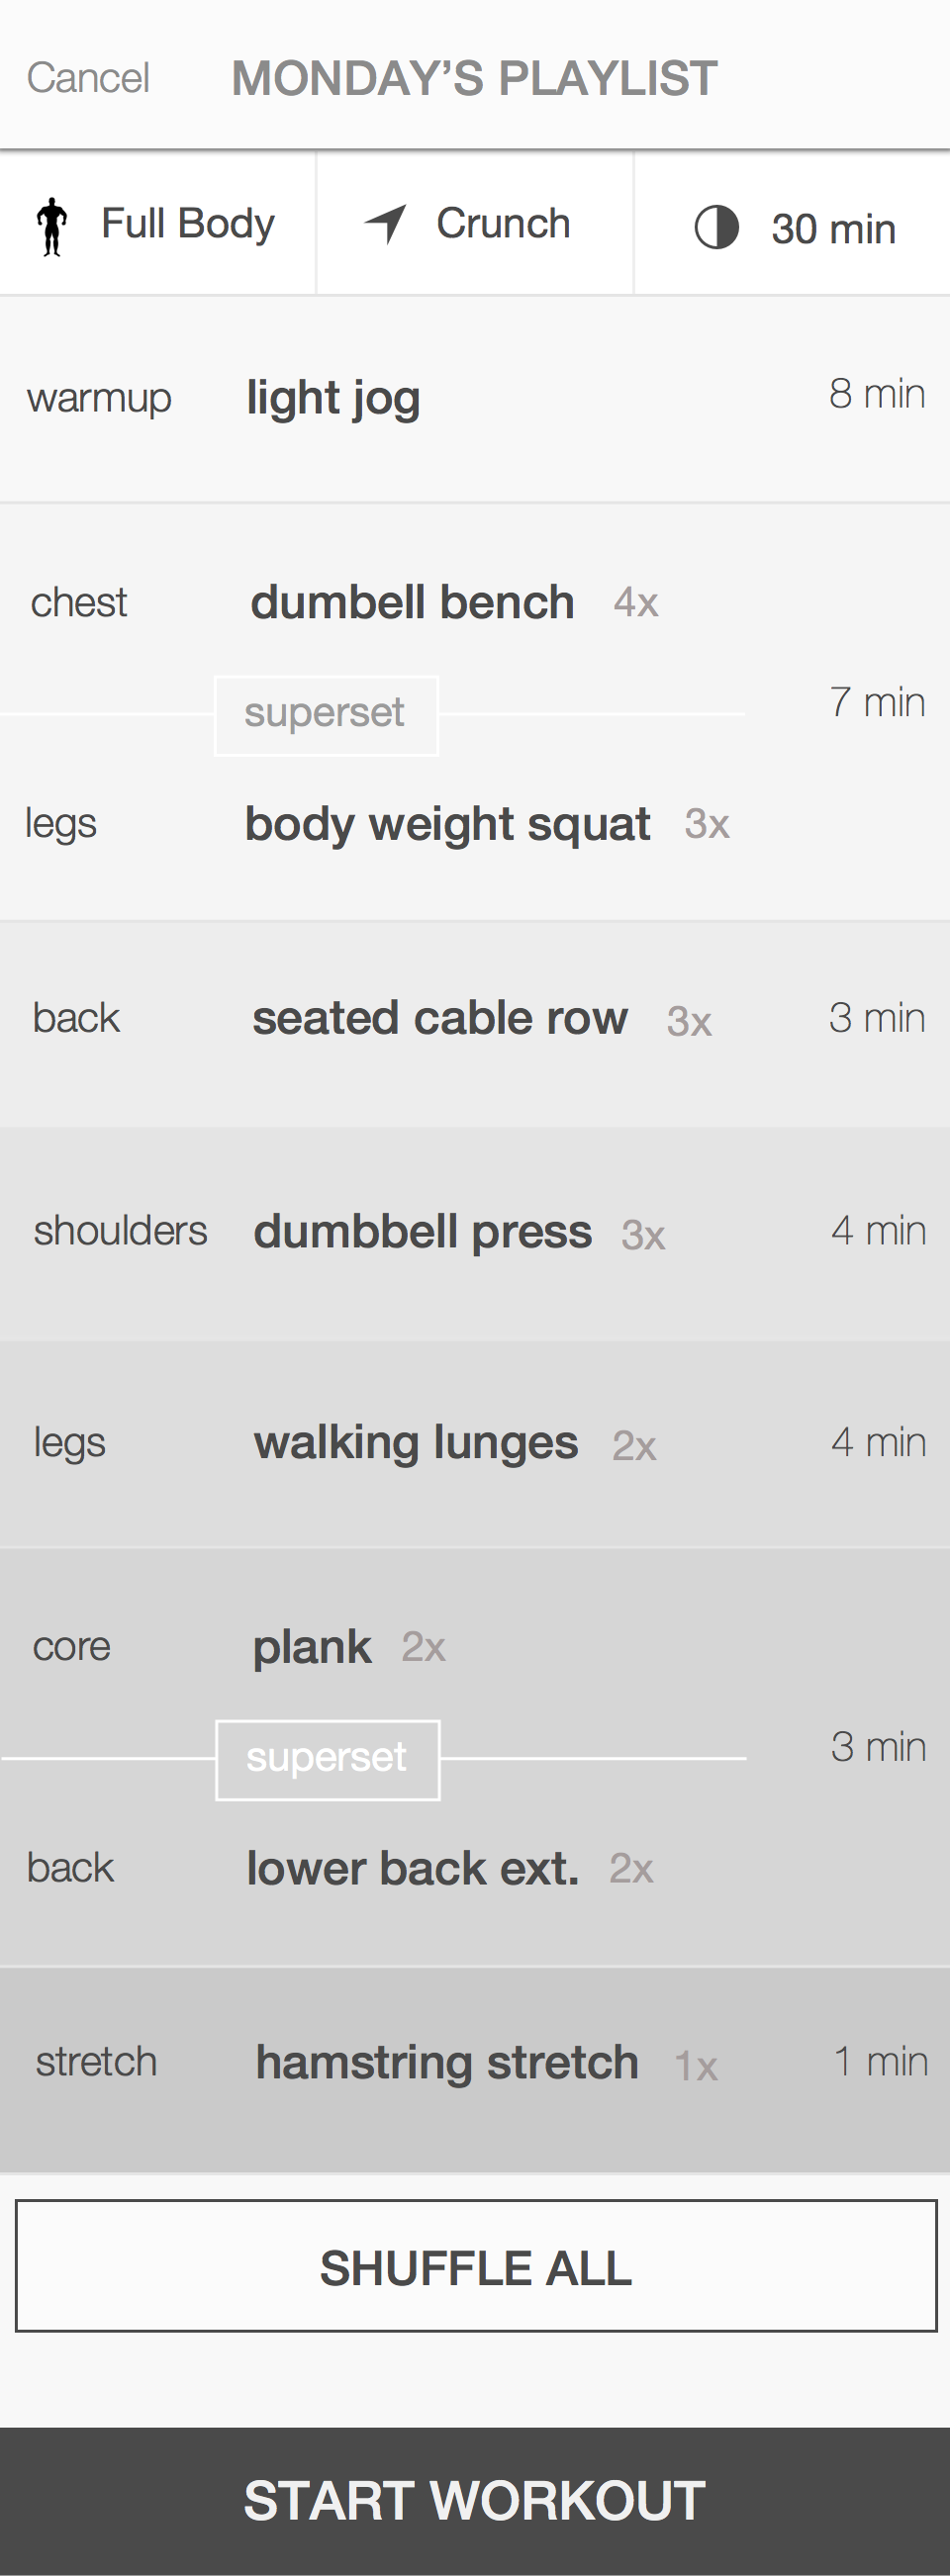 Cancel MONDAY’S PLAYLIST
Full Body Crunch 30 min
warmup light jog 8 min
chest dumbell bench 4x
superset 7 min
legs body weight squat 3x
back seated cable row 3x 3 min
shoulders dumbbell press 3x 4 min
legs walking lunges 2x 4 min
core plank 2x
superset 3 min
back lower back ext. 2x
stretch hamstring stretch 1x 1 min
SHUFFLE ALL
START WORKOUT